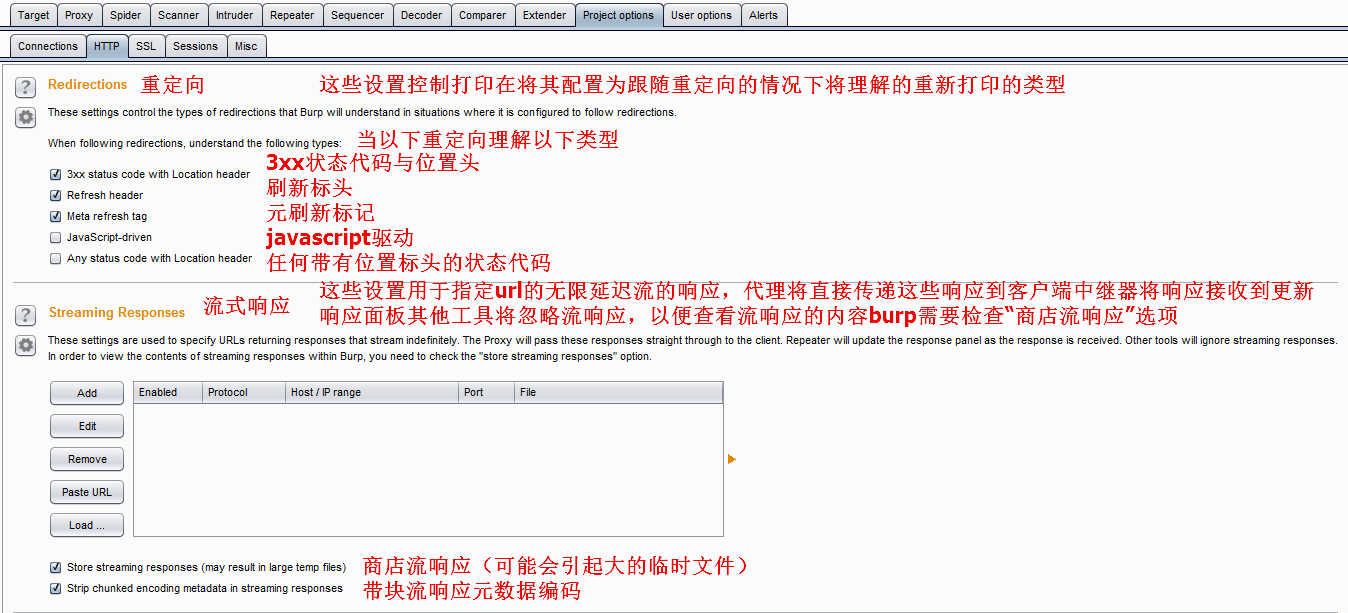 Target Proxy Spider Scanner Intruder Repeater Sequencer Decoder Comparer Extender Project options User options Alerts
Connections HTTP SSL Sessions Misc
? Redirections 重定向 这些设置控制打印在将其配置为跟随重定向的情况下将理解的重新打印的类型
These settings control the types of redirections that Burp will understand in situations where it is configured to follow redirections.
When following redirections, understand the following types: 当以下重定向理解以下类型
3xx status code with Location header 3xx状态代码与位置头
Refresh header 刷新标头
Meta refresh tag 元刷新标记
JavaScript-driven javascript驱动
Any status code with Location header 任何带有位置标头的状态代码
? Streaming Responses 流式响应 这些设置用于指定url的无限延迟流的响应，代理将直接传递这些响应到客户端中继器将响应接收到更新
响应面板其他工具将忽略流响应，以便查看流响应的内容burp需要检查“商店流响应”选项
These settings are used to specify URLs returning responses that stream indefinitely. The Proxy will pass these responses straight through to the client. Repeater will update the response panel as the response is received. Other tools will ignore streaming responses.
In order to view the contents of streaming responses within Burp, you need to check the "store streaming responses" option.
Add Enabled Protocol Host / IP range Port File
Edit
Remove
Paste URL
Load ...
Store streaming responses (may result in large temp files) 商店流响应（可能会引起大的临时文件）
Strip chunked encoding metadata in streaming responses 带块流响应元数据编码